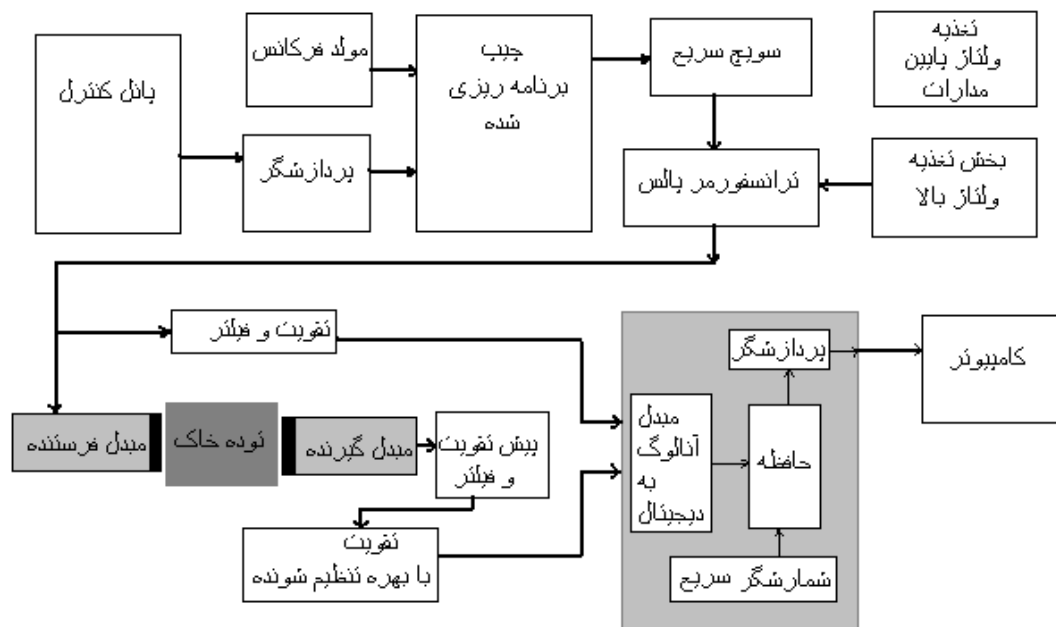 پانل کنترل
مولد فرکانس
پردازشگر
چیپ
برنامه ریزی
شده
سویچ سریع
ترانسفورمر پالس
تغذیه
ولتاژ پایین
مدارات
بخش تغذیه
ولتاژ بالا
تقویت و فیلتر
مبدل فرستنده
توده خاک
مبدل گیرنده
پیش تقویت
و فیلتر
تقویت
با بهره تنظیم شونده
مبدل
آنالوگ
به
دیجیتال
پردازشگر
حافظه
شمارشگر سریع
کامپیوتر